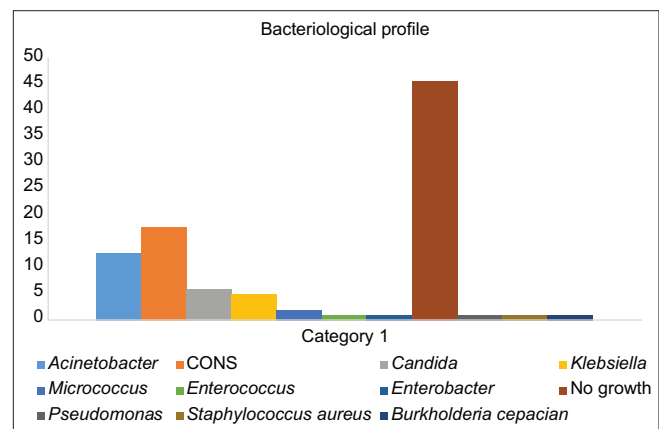 Bacteriological profile
50
45
40
35
30
25
20
15
10
5
0
Category 1
Acinetobacter CONS Candida Klebsiella
Micrococcus Enterococcus Enterobacter No growth
Pseudomonas Staphylococcus aureus Burkholderia cepacian